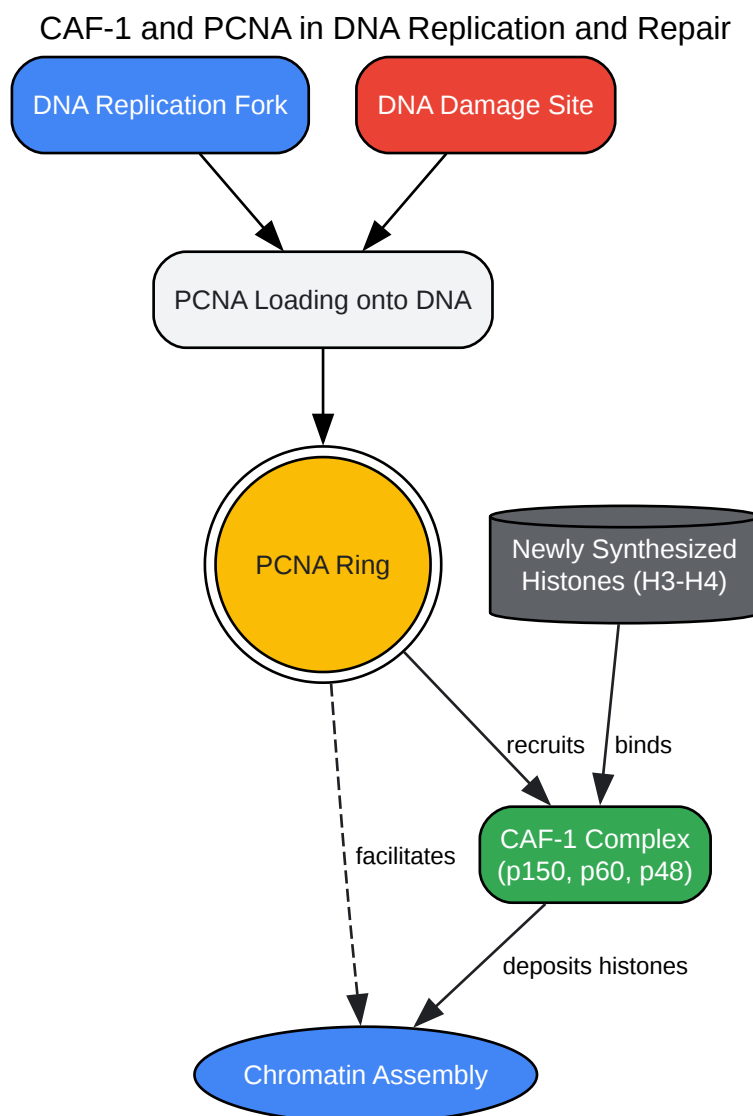 CAF-1 and PCNA in DNA Replication and Repair
DNA Replication Fork
DNA Damage Site
PCNA Loading onto DNA
PCNA Ring
Newly Synthesized
Histones (H3-H4)
recruits
binds
CAF-1 Complex
(p150, p60, p48)
facilitates
deposits histones
Chromatin Assembly